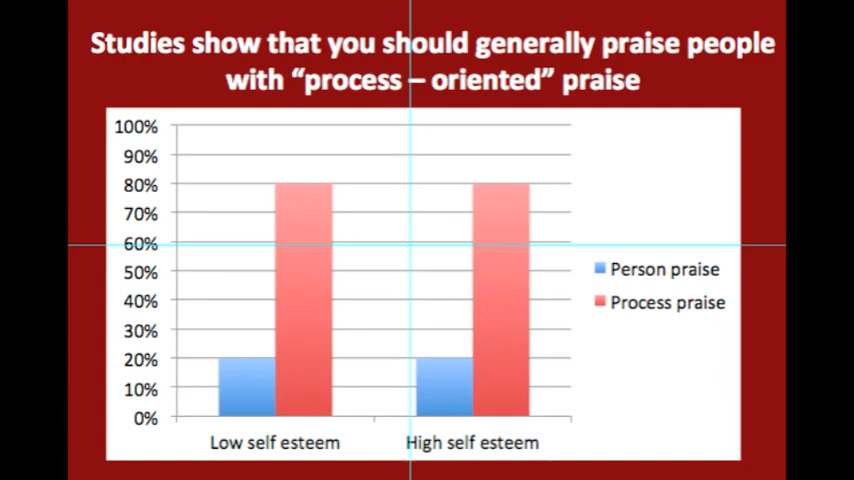 Studies show that you should generally praise people
with “process – oriented” praise
100%
90%
80%
70%
60%
50%
40%
30%
20%
10%
0%
Low self esteem
High self esteem
Person praise
Process praise